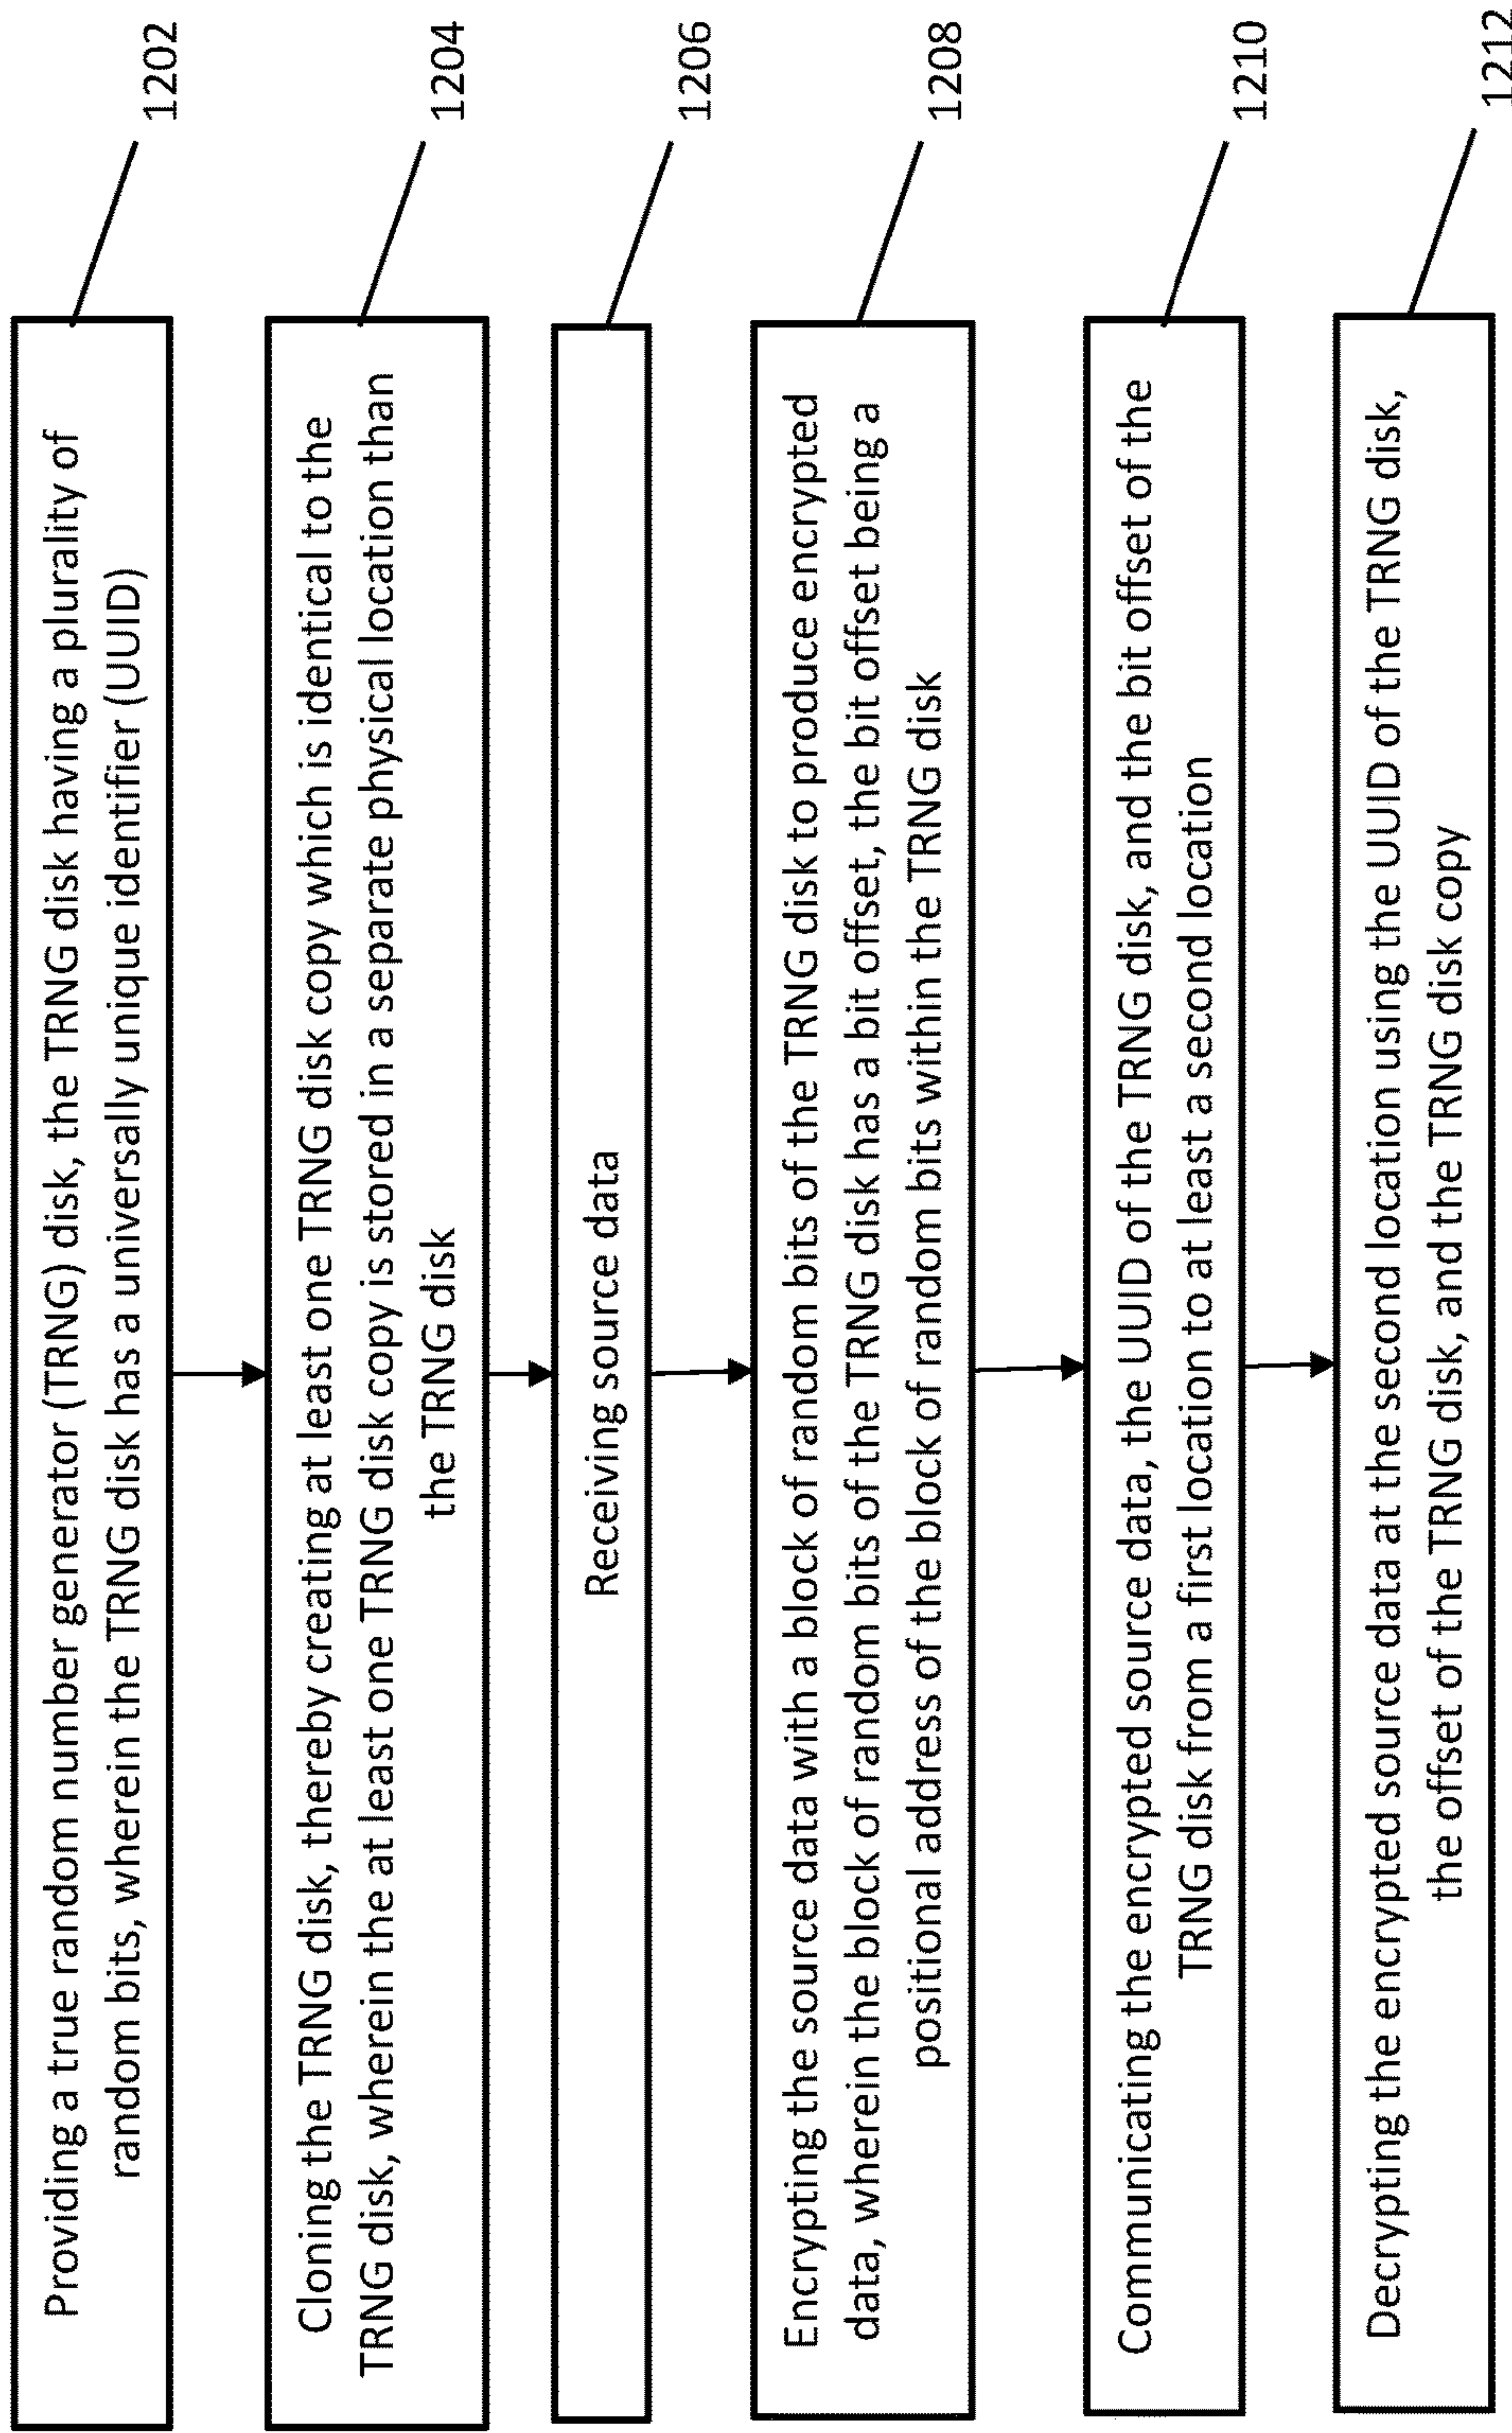 Providing a true random number generator (TRNG) disk, the TRNG disk having a plurality of
random bits, wherein the TRNG disk has a universally unique identifier (UUID)
1202
Cloning the TRNG disk, thereby creating at least one TRNG disk copy which is identical to the
TRNG disk, wherein the at least one TRNG disk copy is stored in a separate physical location than
the TRNG disk
1204
Receiving source data
1206
Encrypting the source data with a block of random bits of the TRNG disk to produce encrypted
data, wherein the block of random bits of the TRNG disk has a bit offset, the bit offset being a
positional address of the block of random bits within the TRNG disk
1208
Communicating the encrypted source data, the UUID of the TRNG disk, and the bit offset of the
TRNG disk from a first location to at least a second location
1210
Decrypting the encrypted source data at the second location using the UUID of the TRNG disk,
the offset of the TRNG disk, and the TRNG disk copy
1212